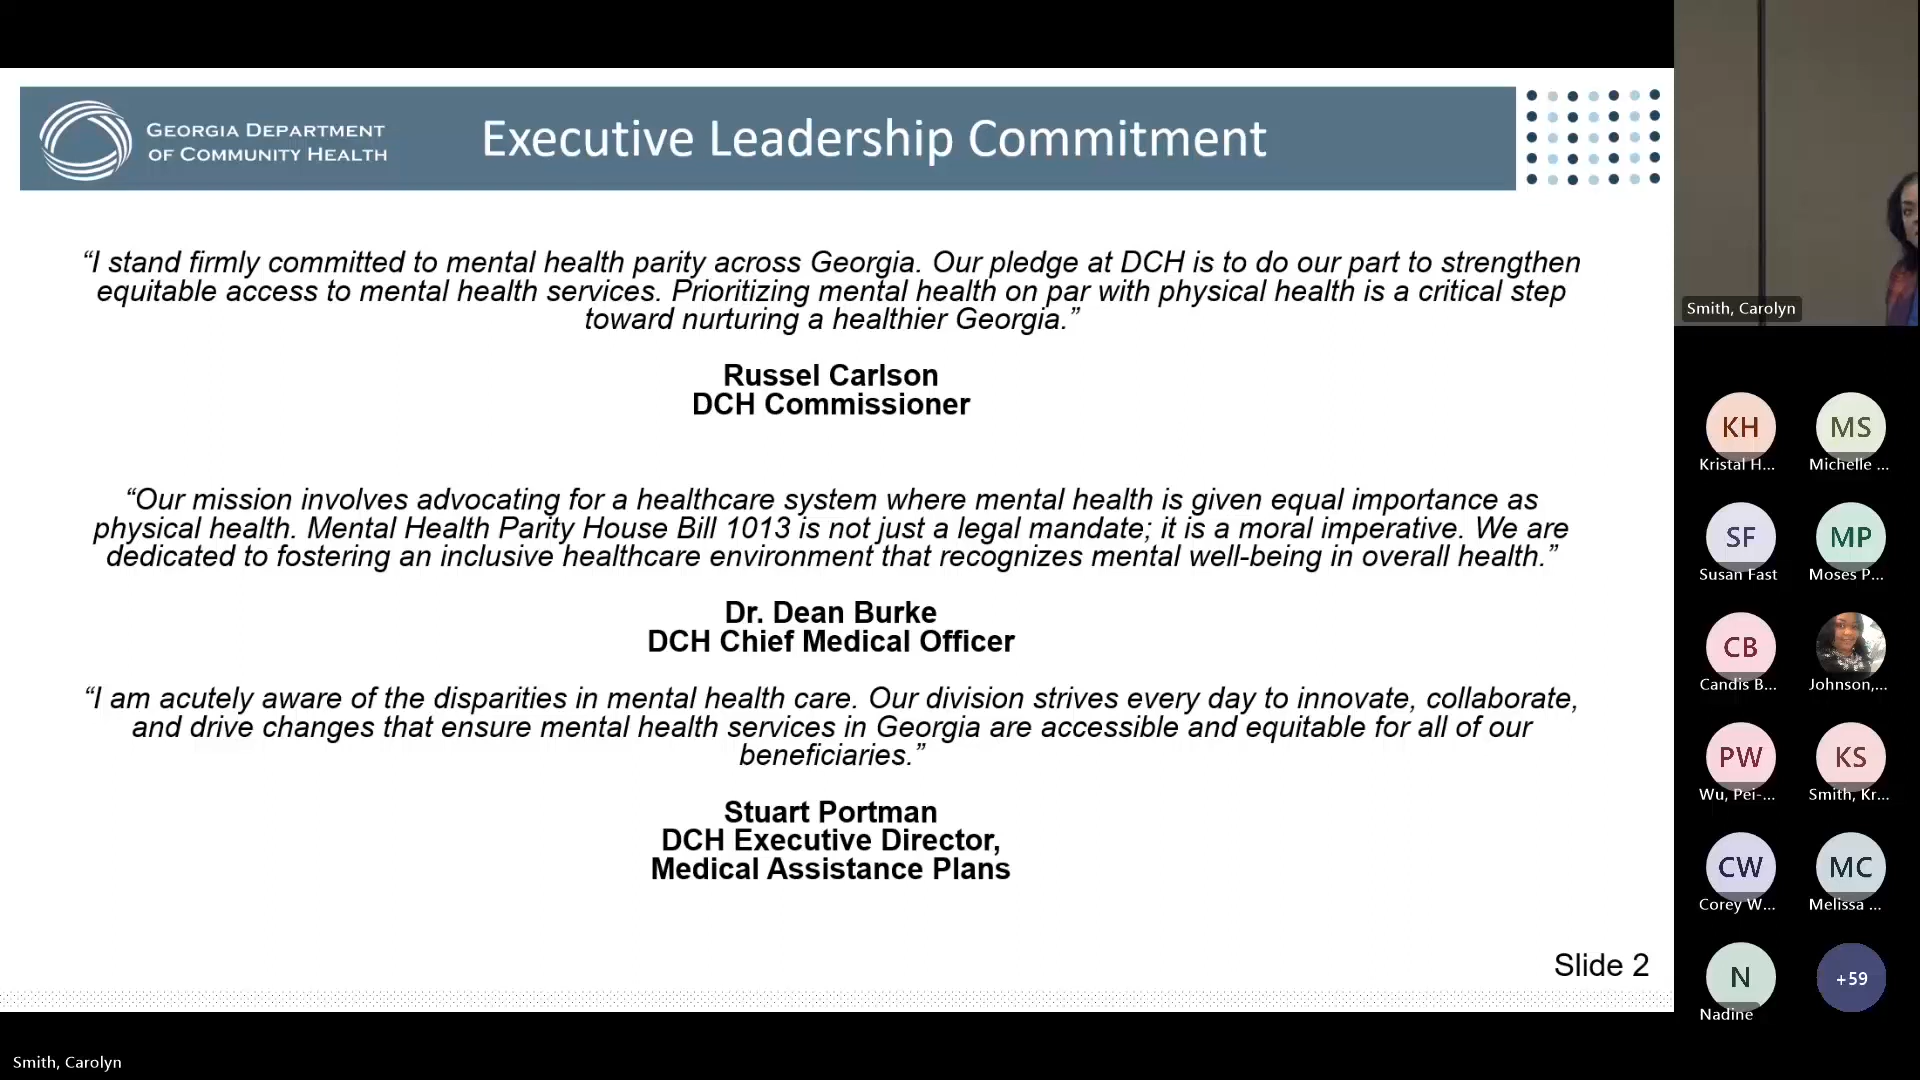 GEORGIA DEPARTMENT
OF COMMUNITY HEALTH
Executive Leadership Commitment
“I stand firmly committed to mental health parity across Georgia. Our pledge at DCH is to do our part to strengthen
equitable access to mental health services. Prioritizing mental health on par with physical health is a critical step
toward nurturing a healthier Georgia.”
Russel Carlson
DCH Commissioner
“Our mission involves advocating for a healthcare system where mental health is given equal importance as
physical health. Mental Health Parity House Bill 1013 is not just a legal mandate; it is a moral imperative. We are
dedicated to fostering an inclusive healthcare environment that recognizes mental well-being in overall health.”
Dr. Dean Burke
DCH Chief Medical Officer
“I am acutely aware of the disparities in mental health care. Our division strives every day to innovate, collaborate,
and drive changes that ensure mental health services in Georgia are accessible and equitable for all of our
beneficiaries.”
Stuart Portman
DCH Executive Director,
Medical Assistance Plans
Slide 2
Smith, Carolyn
Smith, Carolyn
KH
Kristal H...
MS
Michelle ...
SF
Susan Fast
MP
Moses P...
CB
Candis B...
Johnson,...
PW
Wu, Pei-...
KS
Smith, Kr...
CW
Corey W...
MC
Melissa ...
N
Nadine
+59